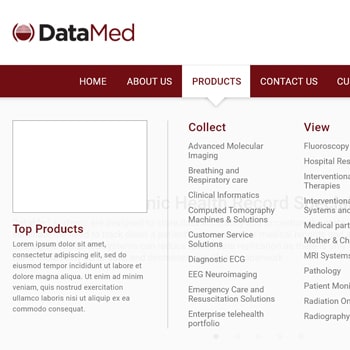 DataMed
HOME ABOUT US PRODUCTS CONTACT US CU
Top Products
Lorem ipsum dolor sit amet,
consectetur adipiscing elit, sed do
eiusmod tempor incididunt ut labore et
dolore magna aliqua. Ut enim ad minim
veniam, quis nostrud exercitation
ullamco laboris nisi ut aliquip ex ea
commodo consequat.
Collect
Advanced Molecular
Imaging
Breathing and
Respiratory care
Clinical Informatics
Computed Tomography
Machines & Solutions
Customer Service
Solutions
Diagnostic ECG
EEG Neuroimaging
Emergency Care and
Resuscitation Solutions
Enterprise telehealth
portfolio
View
Fluoroscopy
Hospital Res
Interventiona
Therapies
Interventiona
Systems and
Medical part
Mother & Ch
MRI Systems
Pathology
Patient Moni
Radiation On
Radiography
nic Health Record S